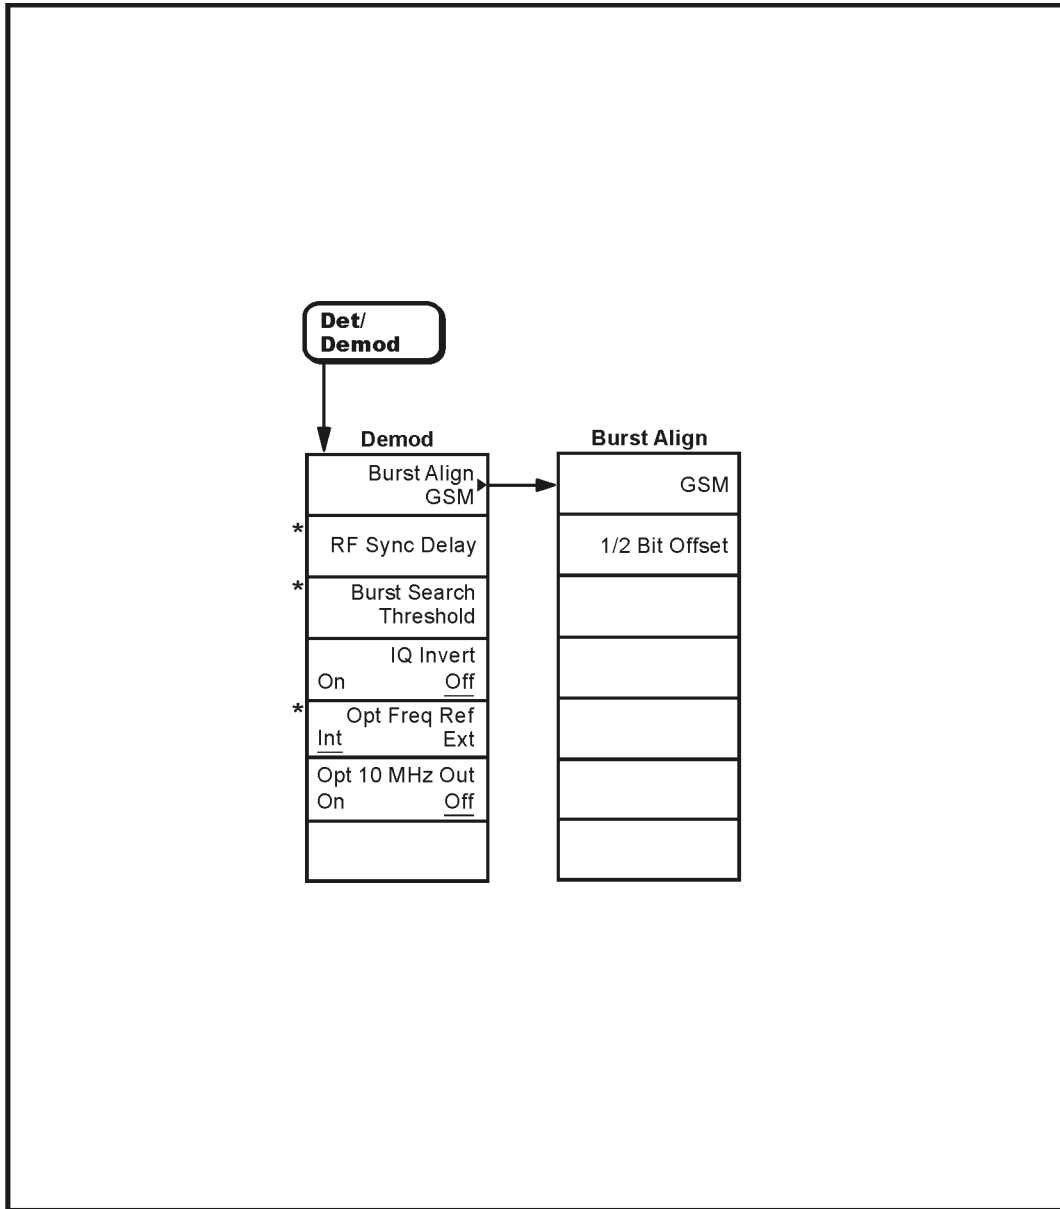 Det/
Demod
Demod
Burst Align
GSM
* RF Sync Delay
* Burst Search
Threshold
IQ Invert
On Off
* Opt Freq Ref
Int Ext
Opt 10 MHz Out
On Off
Burst Align
GSM
1/2 Bit Offset